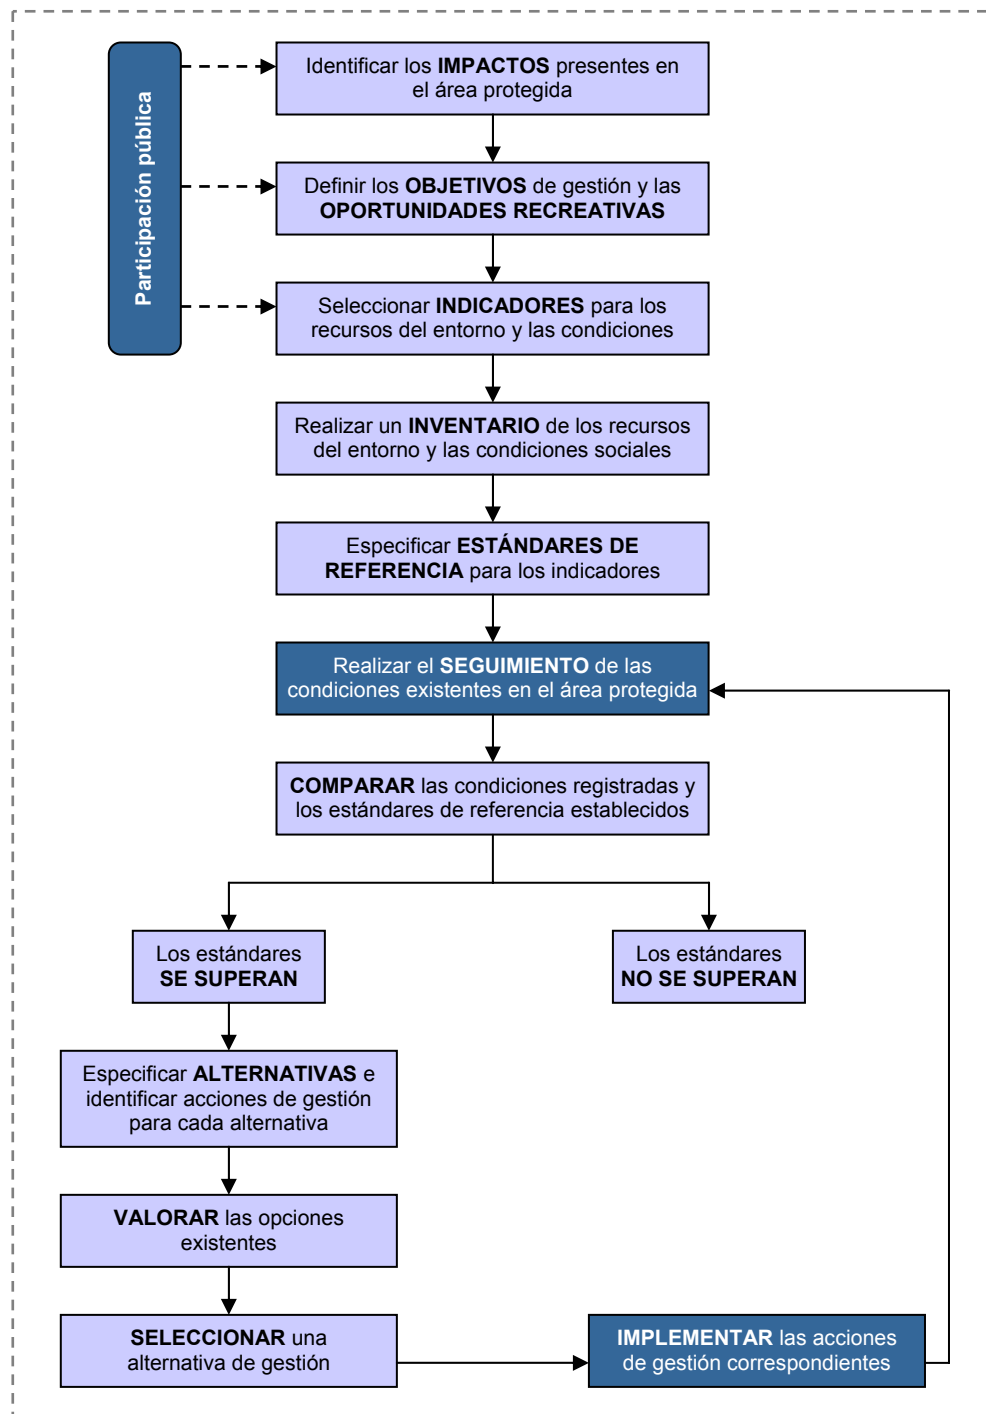 Participación pública
Identificar los IMPACTOS presentes en
el área protegida
Definir los OBJETIVOS de gestión y las
OPORTUNIDADES RECREATIVAS
Seleccionar INDICADORES para los
recursos del entorno y las condiciones
Realizar un INVENTARIO de los recursos
del entorno y las condiciones sociales
Especificar ESTÁNDARES DE
REFERENCIA para los indicadores
Realizar el SEGUIMIENTO de las
condiciones existentes en el área protegida
COMPARAR las condiciones registradas y
los estándares de referencia establecidos
Los estándares
SE SUPERAN
Los estándares
NO SE SUPERAN
Especificar ALTERNATIVAS e
identificar acciones de gestión
para cada alternativa
VALORAR las opciones
existentes
SELECCIONAR una
alternativa de gestión
IMPLEMENTAR las acciones
de gestión correspondientes